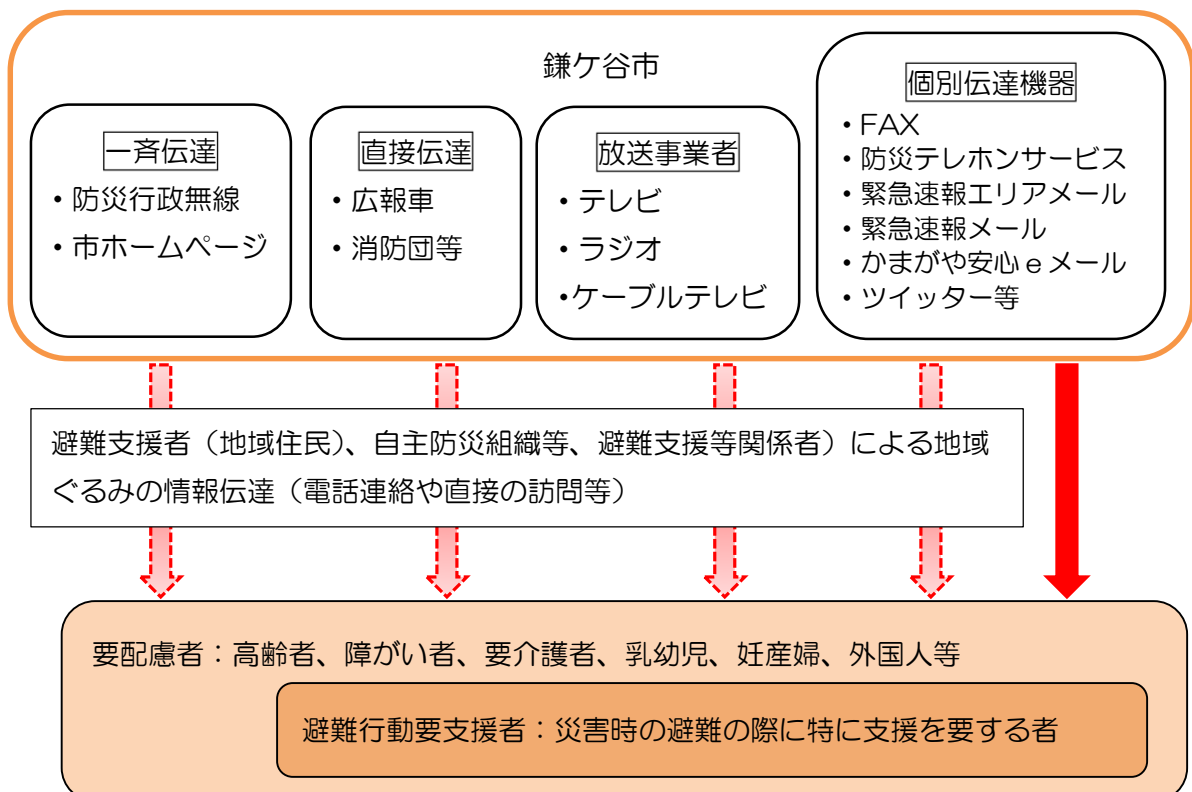 鎌ケ谷市
一斉伝達
・防災行政無線
・市ホームページ
直接伝達
・広報車
・消防団等
放送事業者
・テレビ
・ラジオ
・ケーブルテレビ
個別伝達機器
・FAX
・防災テレホンサービス
・緊急速報エリアメール
・緊急速報メール
・かまがや安心eメール
・ツイッター等
避難支援者（地域住民）、自主防災組織等、避難支援等関係者）による地域
ぐるみの情報伝達（電話連絡や直接の訪問等）
要配慮者：高齢者、障がい者、要介護者、乳幼児、妊産婦、外国人等
避難行動要支援者：災害時の避難の際に特に支援を要する者